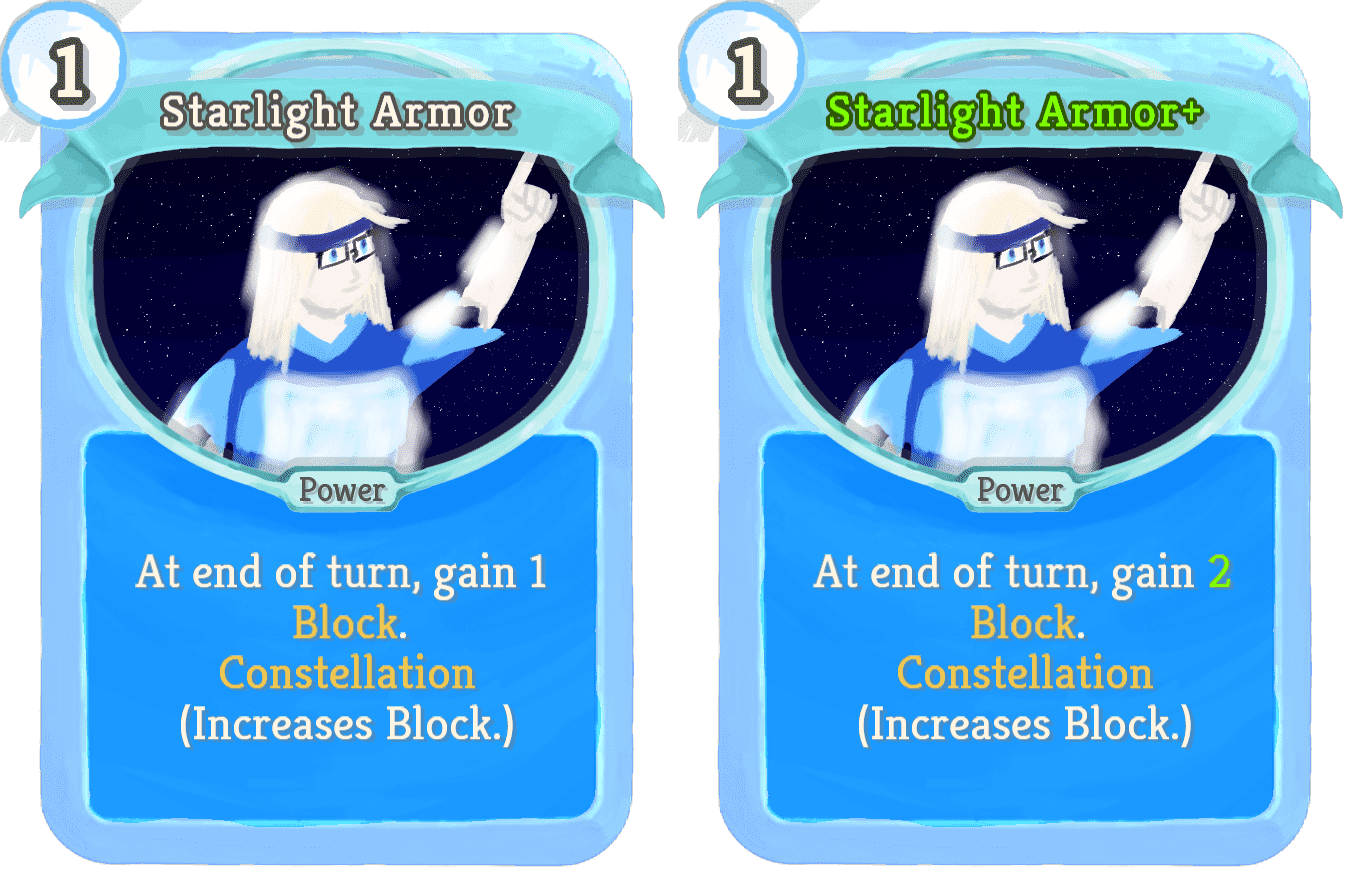 1
Starlight Armor
Power
At end of turn, gain 1
Block.
Constellation
(Increases Block.)
1
Starlight Armor+
Power
At end of turn, gain 2
Block.
Constellation
(Increases Block.)